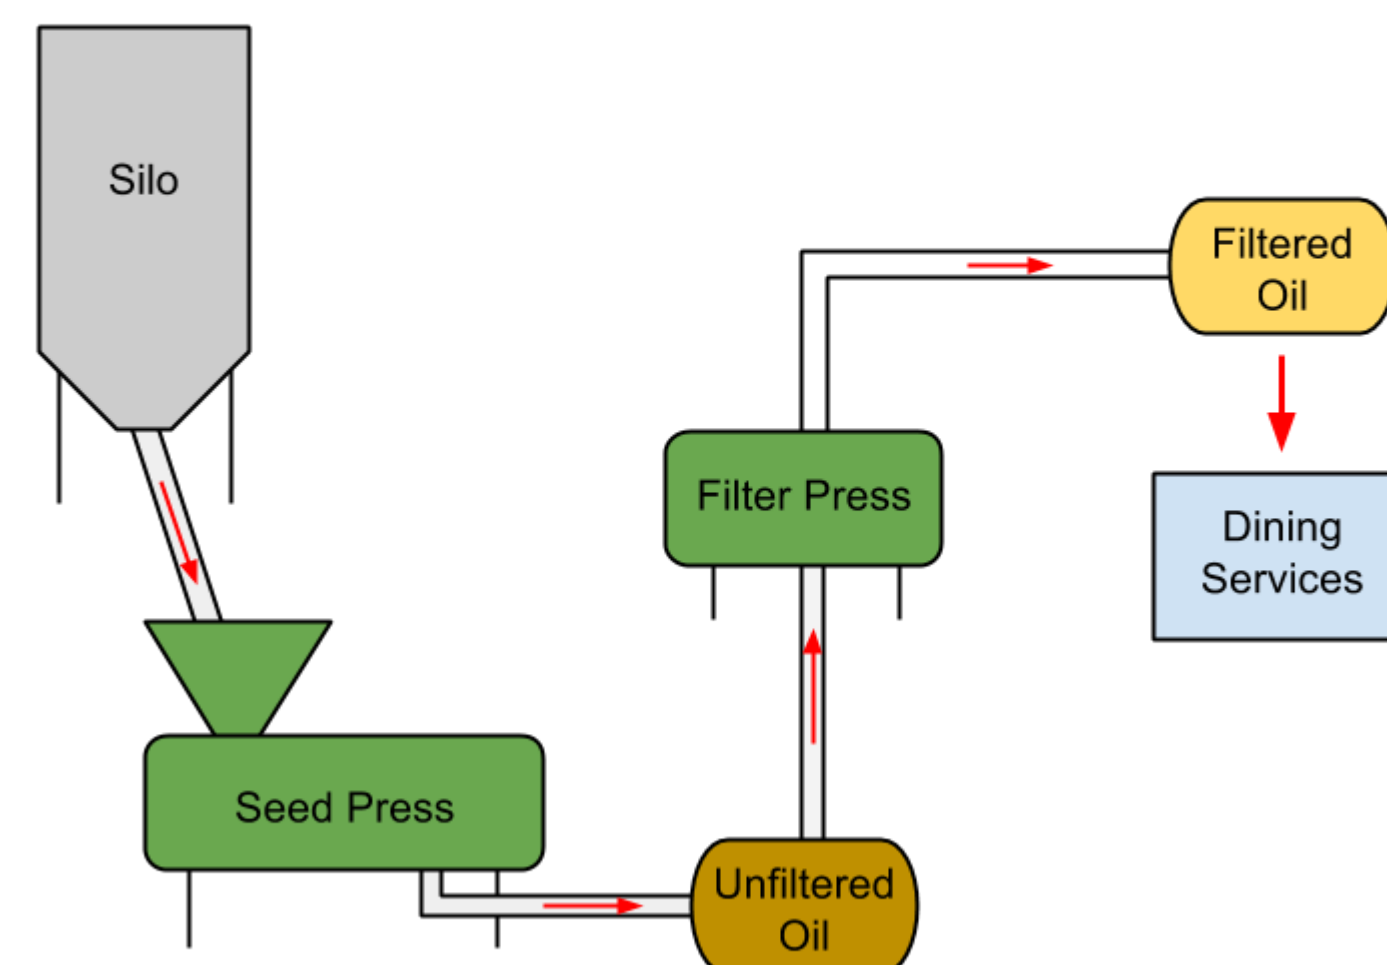 Silo
Filtered
Oil
Filter Press
Dining
Services
Seed Press
Unfiltered
Oil